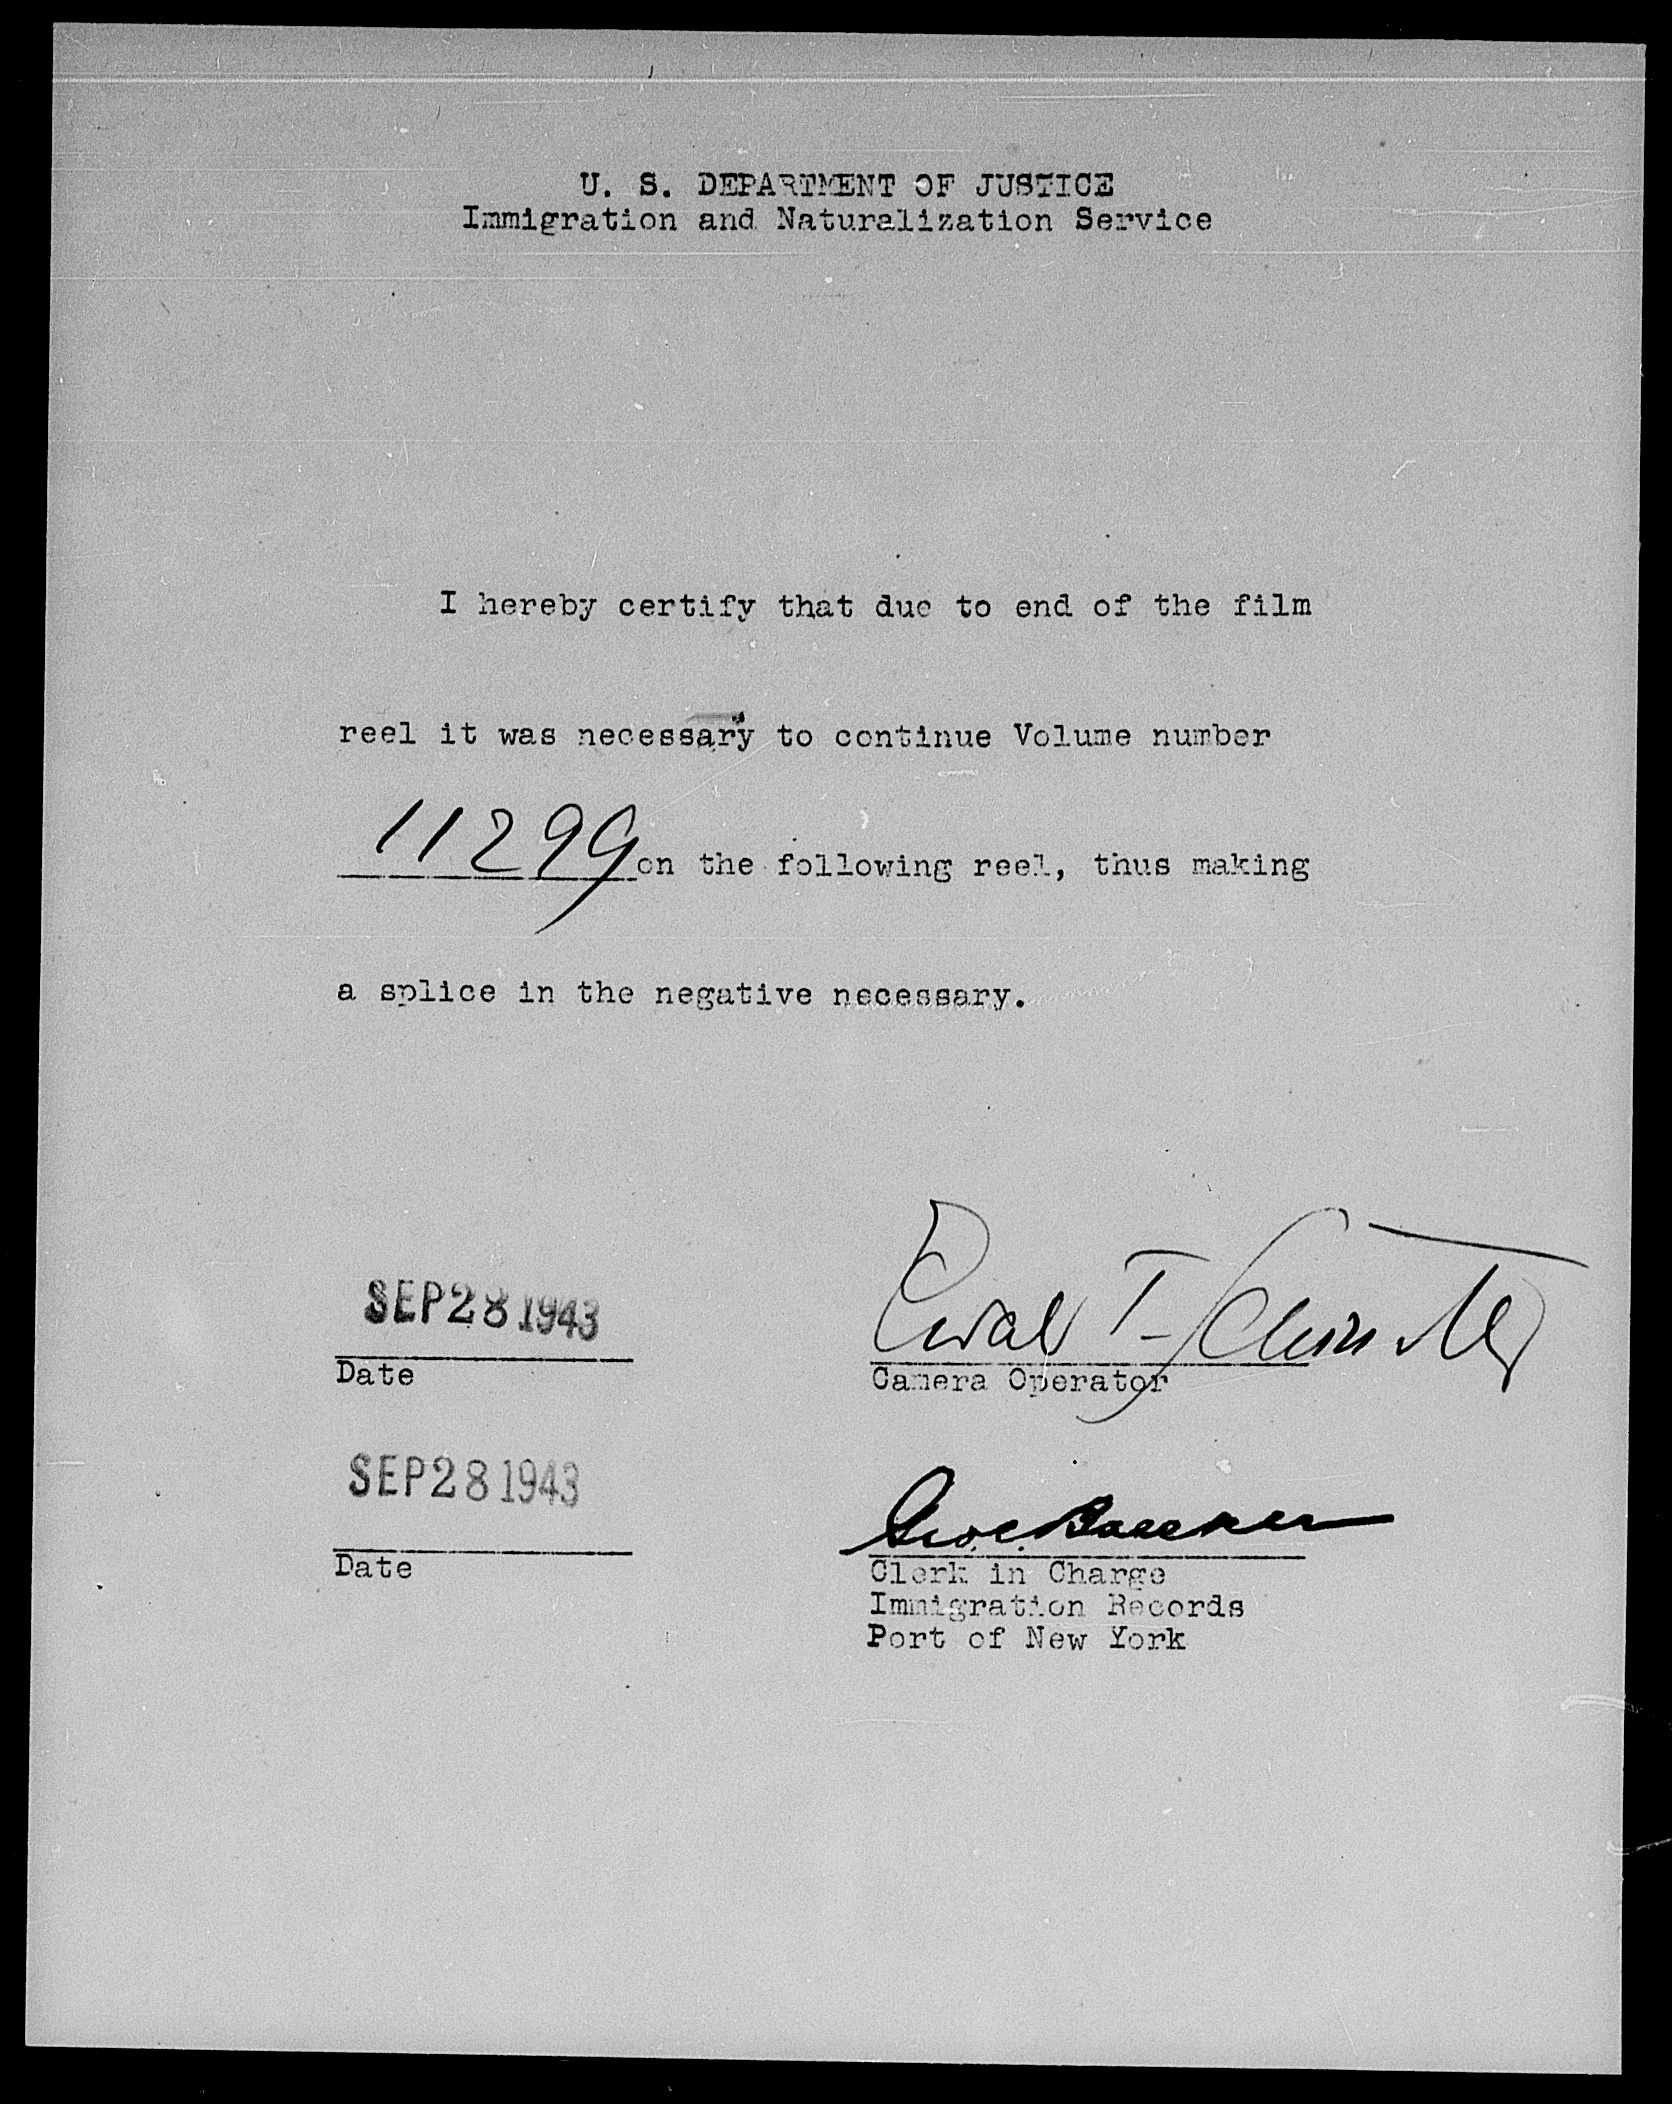 U. S. DEPARTMENT OF JUSTICE
Immigration and Naturalization Service
I hereby certify that due to end of the film
reel it was necessary to continue Volume number
11299 on the following reel, thus making
a splice in the negative necessary.
SEP 28 1943
Date
Camera Operator
SEP 28 1943
Date
Geo. C. Baecker
Clerk in Charge
Immigration Records
Port of New York